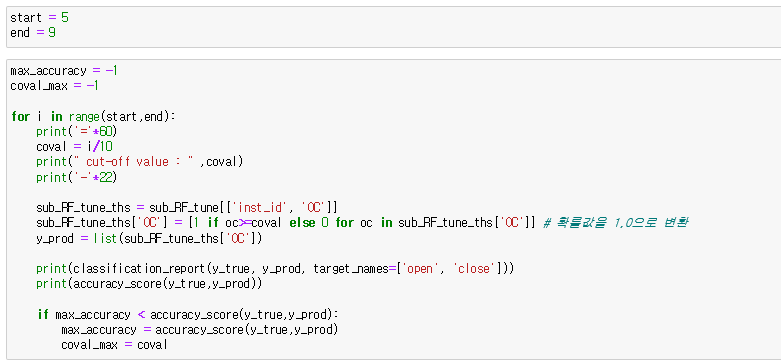 start = 5
end = 9
max_accuracy = -1
coval_max = -1
for i in range(start,end):
    print('='*60)
    coval = i/10
    print(" cut-off value : " ,coval)
    print('-'*22)
    sub_RF_tune_ths = sub_RF_tune[['inst_id', 'OC']]
    sub_RF_tune_ths['OC'] = [1 if oc>=coval else 0 for oc in sub_RF_tune_ths['OC']] # 확률값을 1,0으로 변환
    y_prod = list(sub_RF_tune_ths['OC'])
    print(classification_report(y_true, y_prod, target_names=['open', 'close']))
    print(accuracy_score(y_true,y_prod))
    if max_accuracy < accuracy_score(y_true,y_prod):
        max_accuracy = accuracy_score(y_true,y_prod)
        coval_max = coval